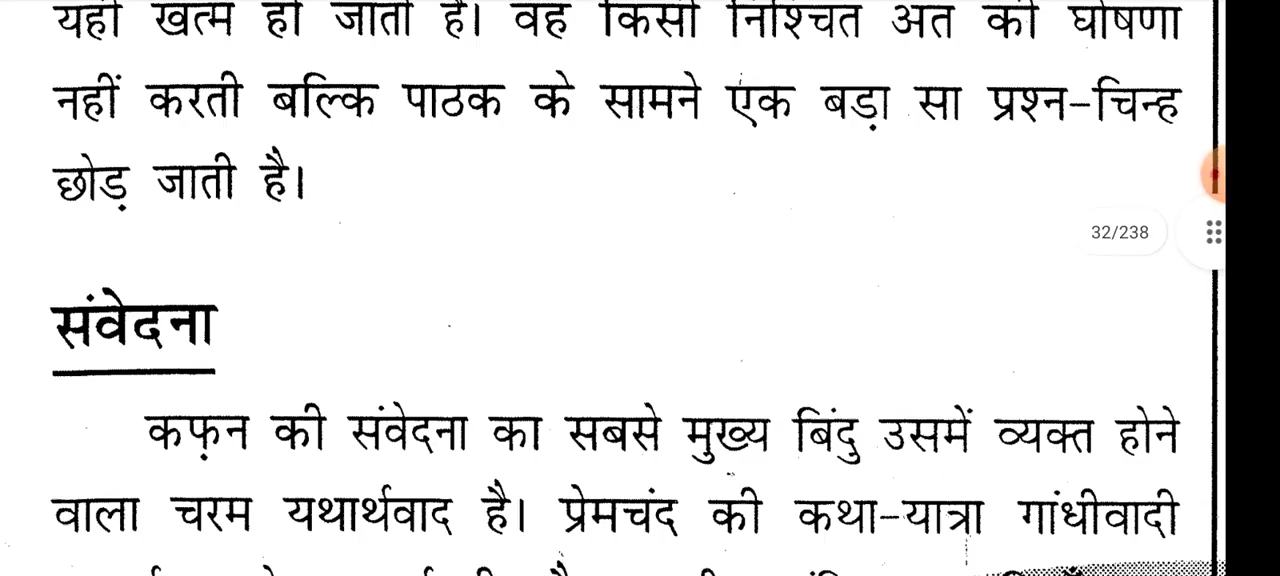 यहीं खत्म हो जाती है। वह किसी निश्चित अंत की घोषणा
नहीं करती बल्कि पाठक के सामने एक बड़ा सा प्रश्न-चिन्ह
छोड़ जाती है।
32/238
संवेदना
कफ़न की संवेदना का सबसे मुख्य बिंदु उसमें व्यक्त होने
वाला चरम यथार्थवाद है। प्रेमचंद की कथा-यात्रा गांधीवादी